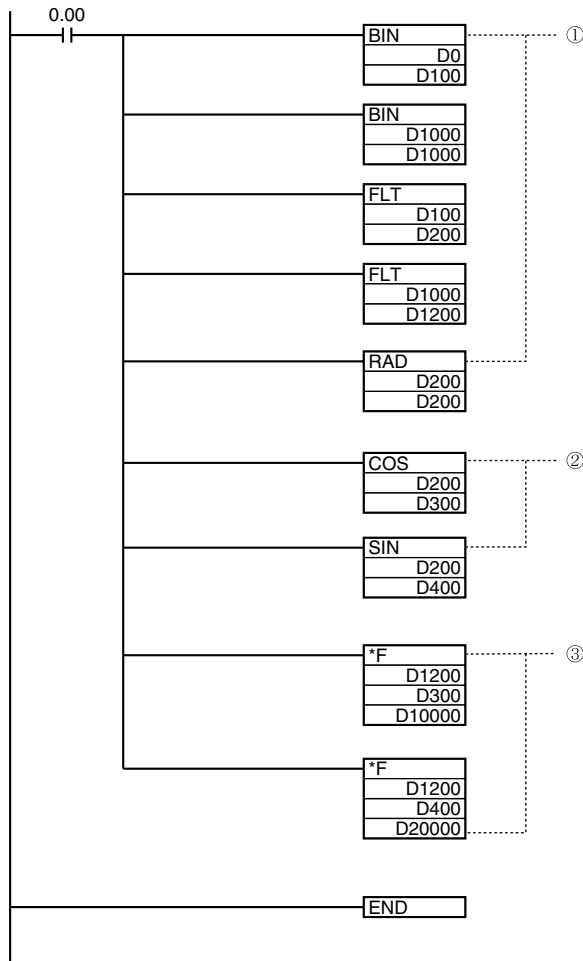 0.00
BIN ①
D0
D100
BIN
D1000
D1000
FLT
D100
D200
FLT
D1000
D1200
RAD
D200
D200
COS ②
D200
D300
SIN
D200
D400
*F ③
D1200
D300
D10000
*F
D1200
D400
D20000
END